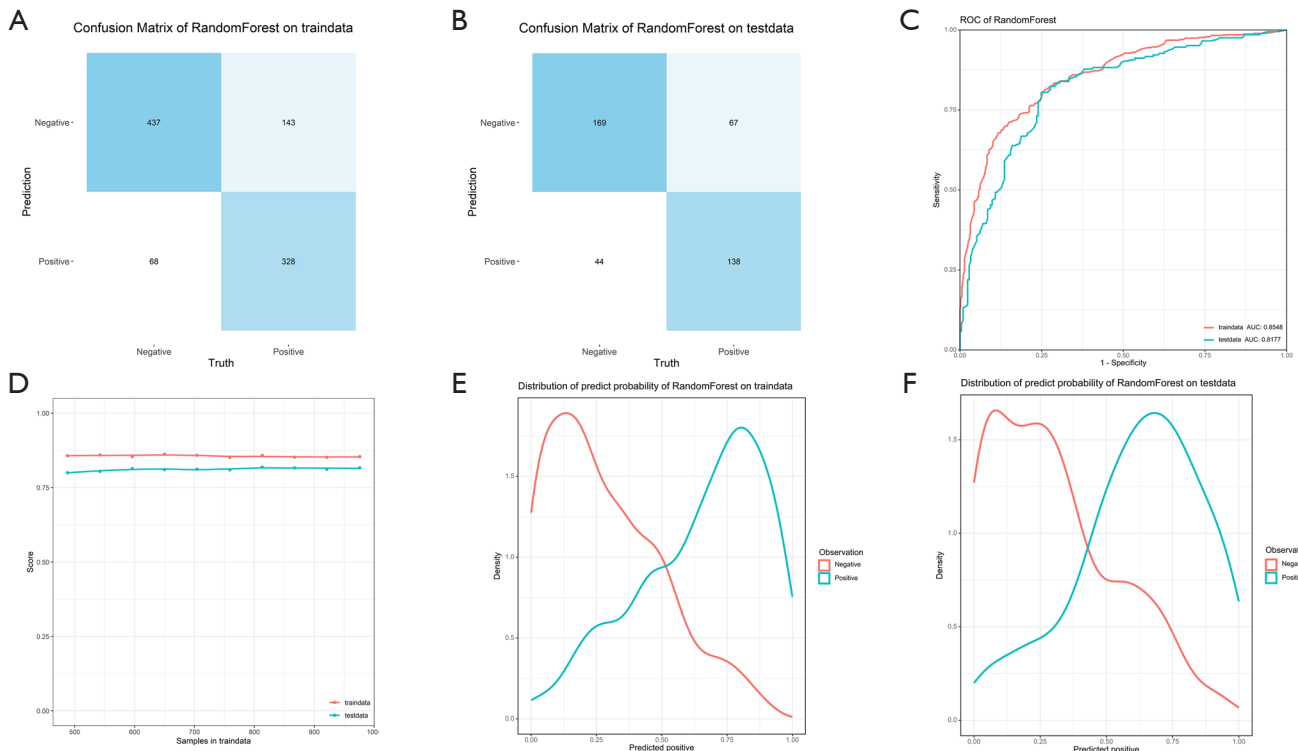 A
Confusion Matrix of RandomForest on traindata
Prediction
Negative
437
143
Positive
68
328
Negative
Positive
Truth
B
Confusion Matrix of RandomForest on testdata
Prediction
Negative
169
67
Positive
44
138
Negative
Positive
Truth
C
ROC of RandomForest
Sensitivity
1.00
0.75
0.50
0.25
0.00
traindata AUC: 0.8548
testdata AUC: 0.8177
0.00 0.25 0.50 0.75 1.00
1 - Specificity
D
Score
1.00
0.75
0.50
0.25
0.00
traindata
testdata
500 600 700 800 900 100
Samples in traindata
E
Distribution of predict probability of RandomForest on traindata
Density
1.5
1.0
0.5
0.0
0.00 0.25 0.50 0.75 1.00
Predicted positive
Observation
Negative
Positive
F
Distribution of predict probability of RandomForest on testdata
Density
1.5
1.0
0.5
0.0
0.00 0.25 0.50 0.75 1.00
Predicted positive
Observat
Nega
Positi